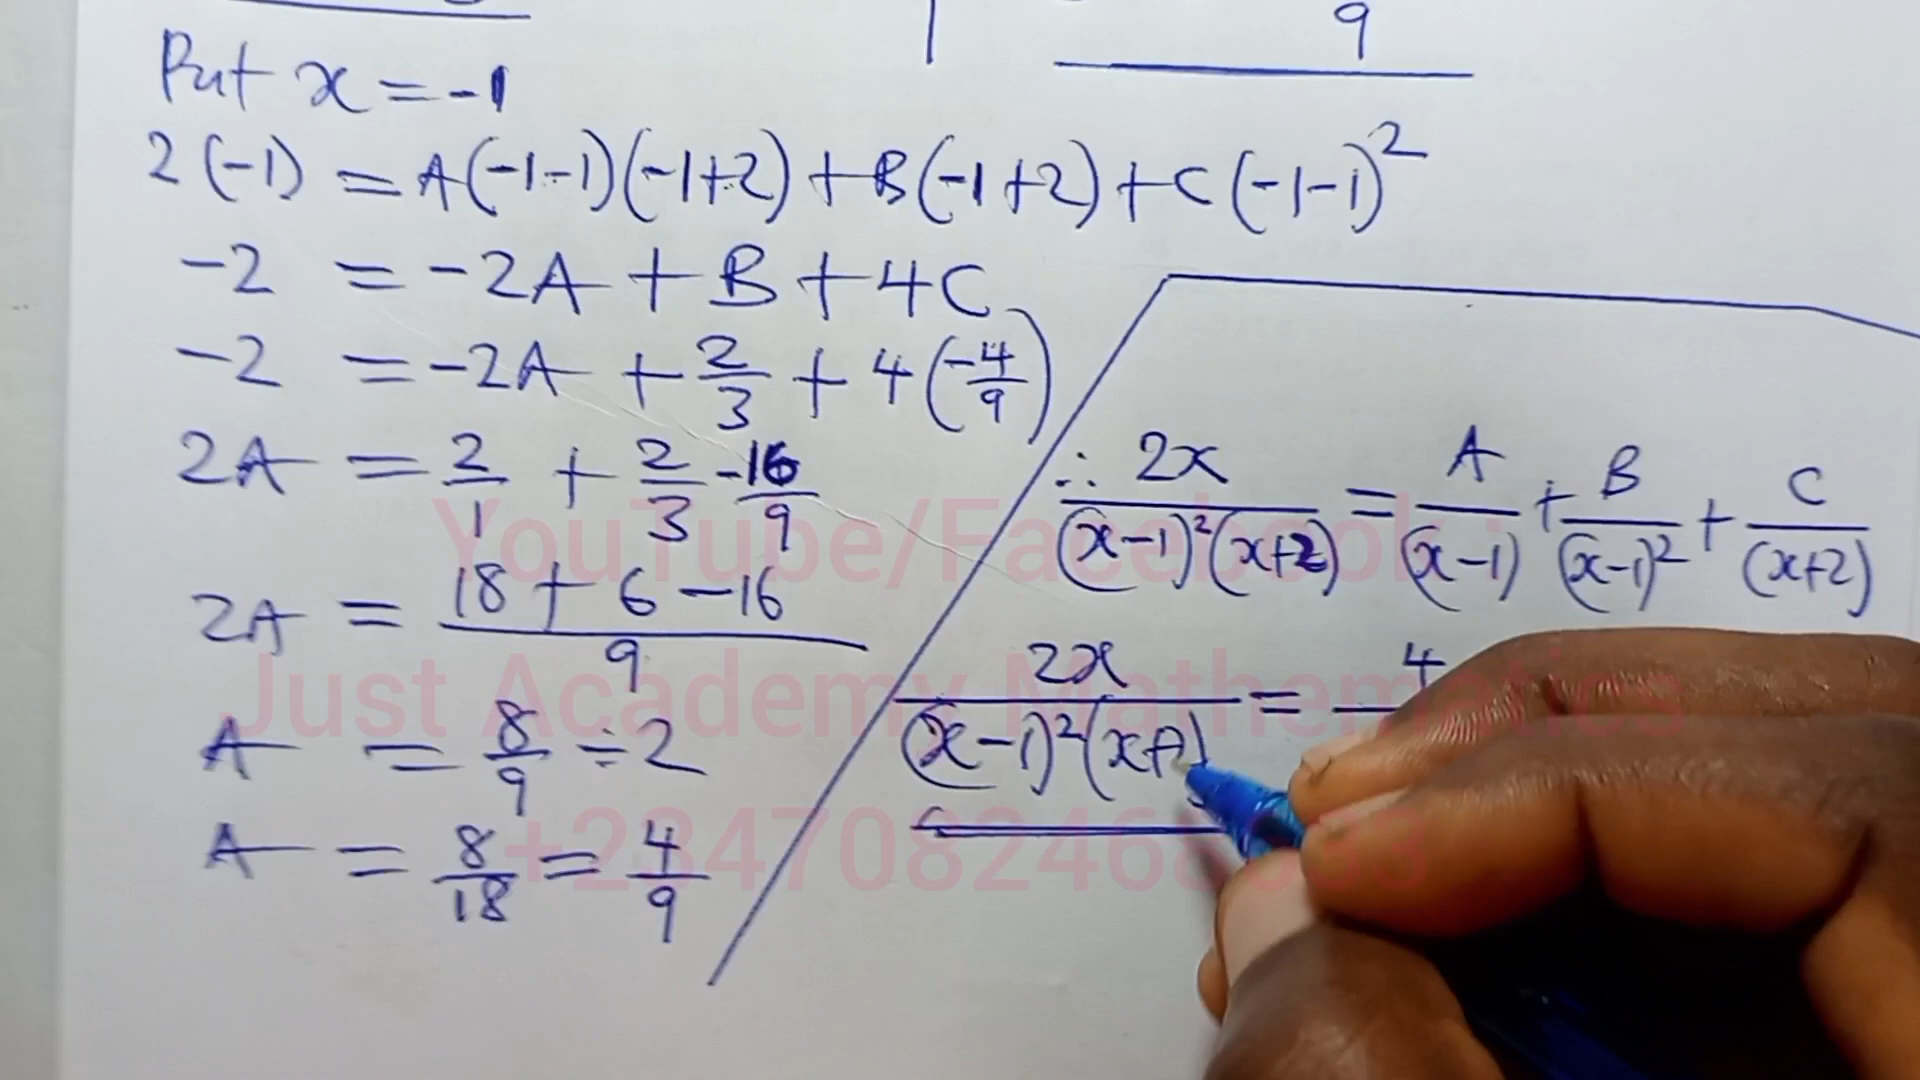 9
Put x = -1
2(-1) = A(-1-1)(-1+2) + B(-1+2) + C(-1-1)²
-2 = -2A + B + 4C
-2 = -2A + 2/3 + 4(-4/9)
2A = 2/1 + 2/3 - 16/9
2A = (18 + 6 - 16)/9
A = 8/9 ÷ 2
A = 8/18 = 4/9
∴ 2x/((x-1)²(x+2)) = A/(x-1) + B/(x-1)² + C/(x+2)
2x/((x-1)²(x+2)) = 4
YouTube/Facebook :
Just Academy Mathematics